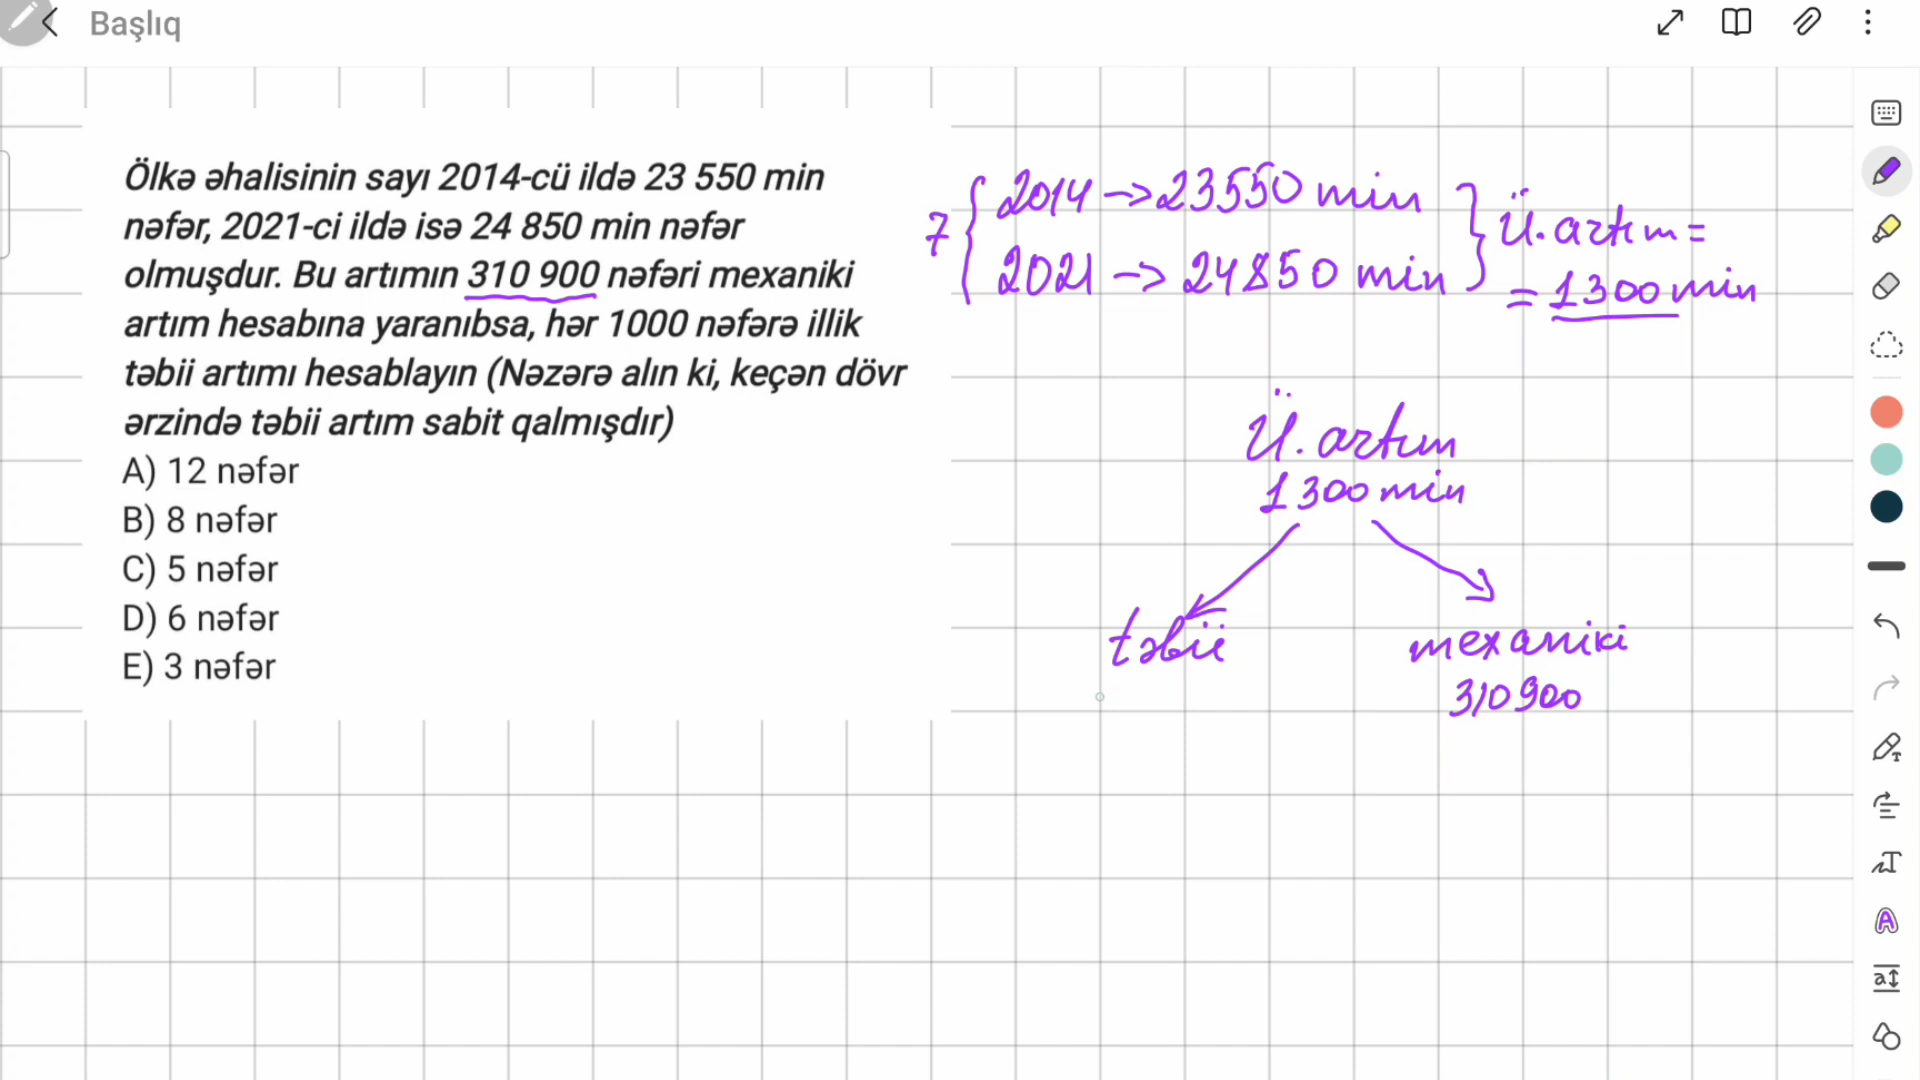 Başlıq
Ölkə əhalisinin sayı 2014-cü ildə 23 550 min
nəfər, 2021-ci ildə isə 24 850 min nəfər
olmuşdur. Bu artımın 310 900 nəfəri mexaniki
artım hesabına yaranıbsa, hər 1000 nəfərə illik
təbii artımı hesablayın (Nəzərə alın ki, keçən dövr
ərzində təbii artım sabit qalmışdır)
A) 12 nəfər
B) 8 nəfər
C) 5 nəfər
D) 6 nəfər
E) 3 nəfər
7 { 2014 → 23550 min } Ü. artım =
2021 → 24850 min = 1300 min
Ü. artım
1300 min
təbii mexaniki
310900